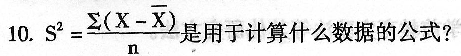 10. S² = Σ(X - X̄) / n 是用于计算什么数据的公式?